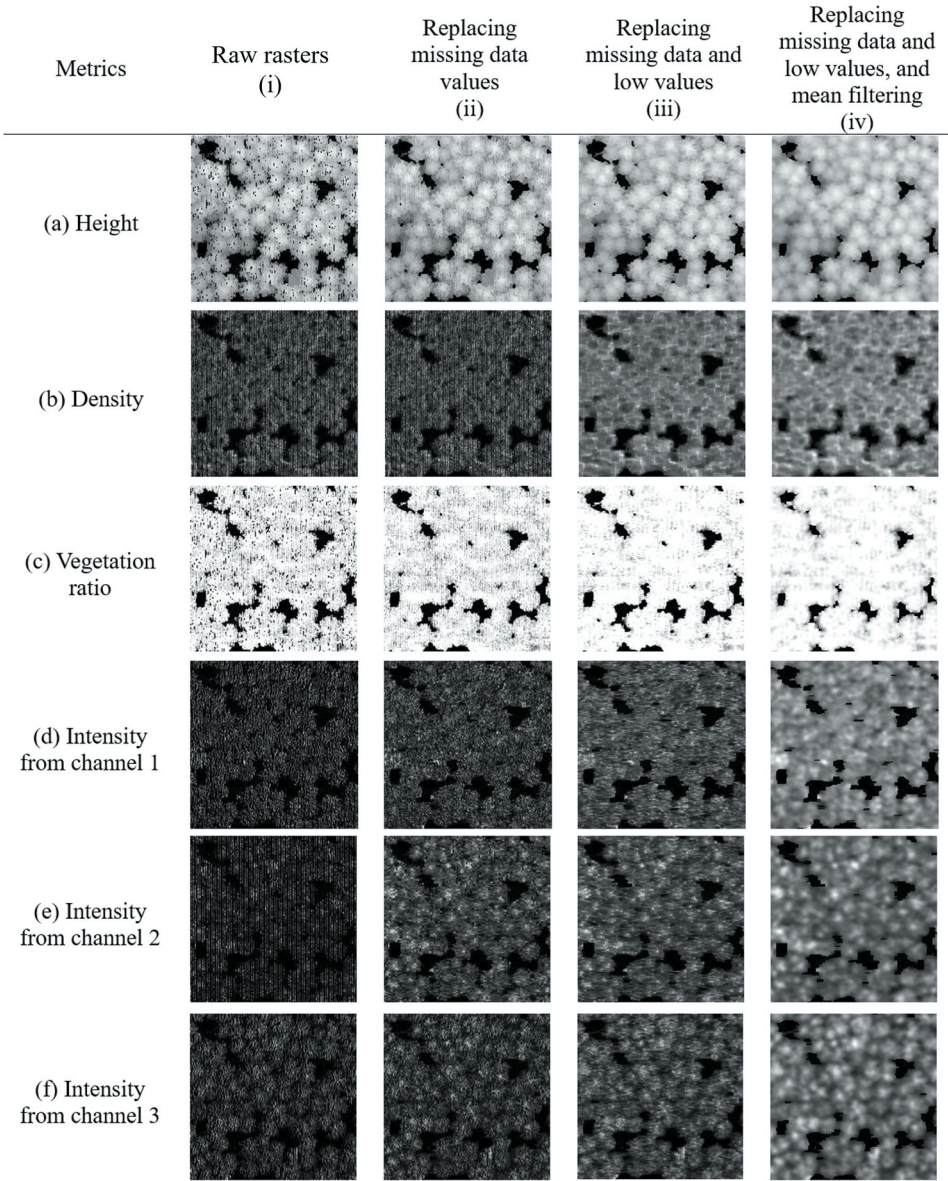 Metrics
Raw rasters
(i)
Replacing
missing data
values
(ii)
Replacing
missing data and
low values
(iii)
Replacing
missing data and
low values, and
mean filtering
(iv)
(a) Height
(b) Density
(c) Vegetation
ratio
(d) Intensity
from channel 1
(e) Intensity
from channel 2
(f) Intensity
from channel 3